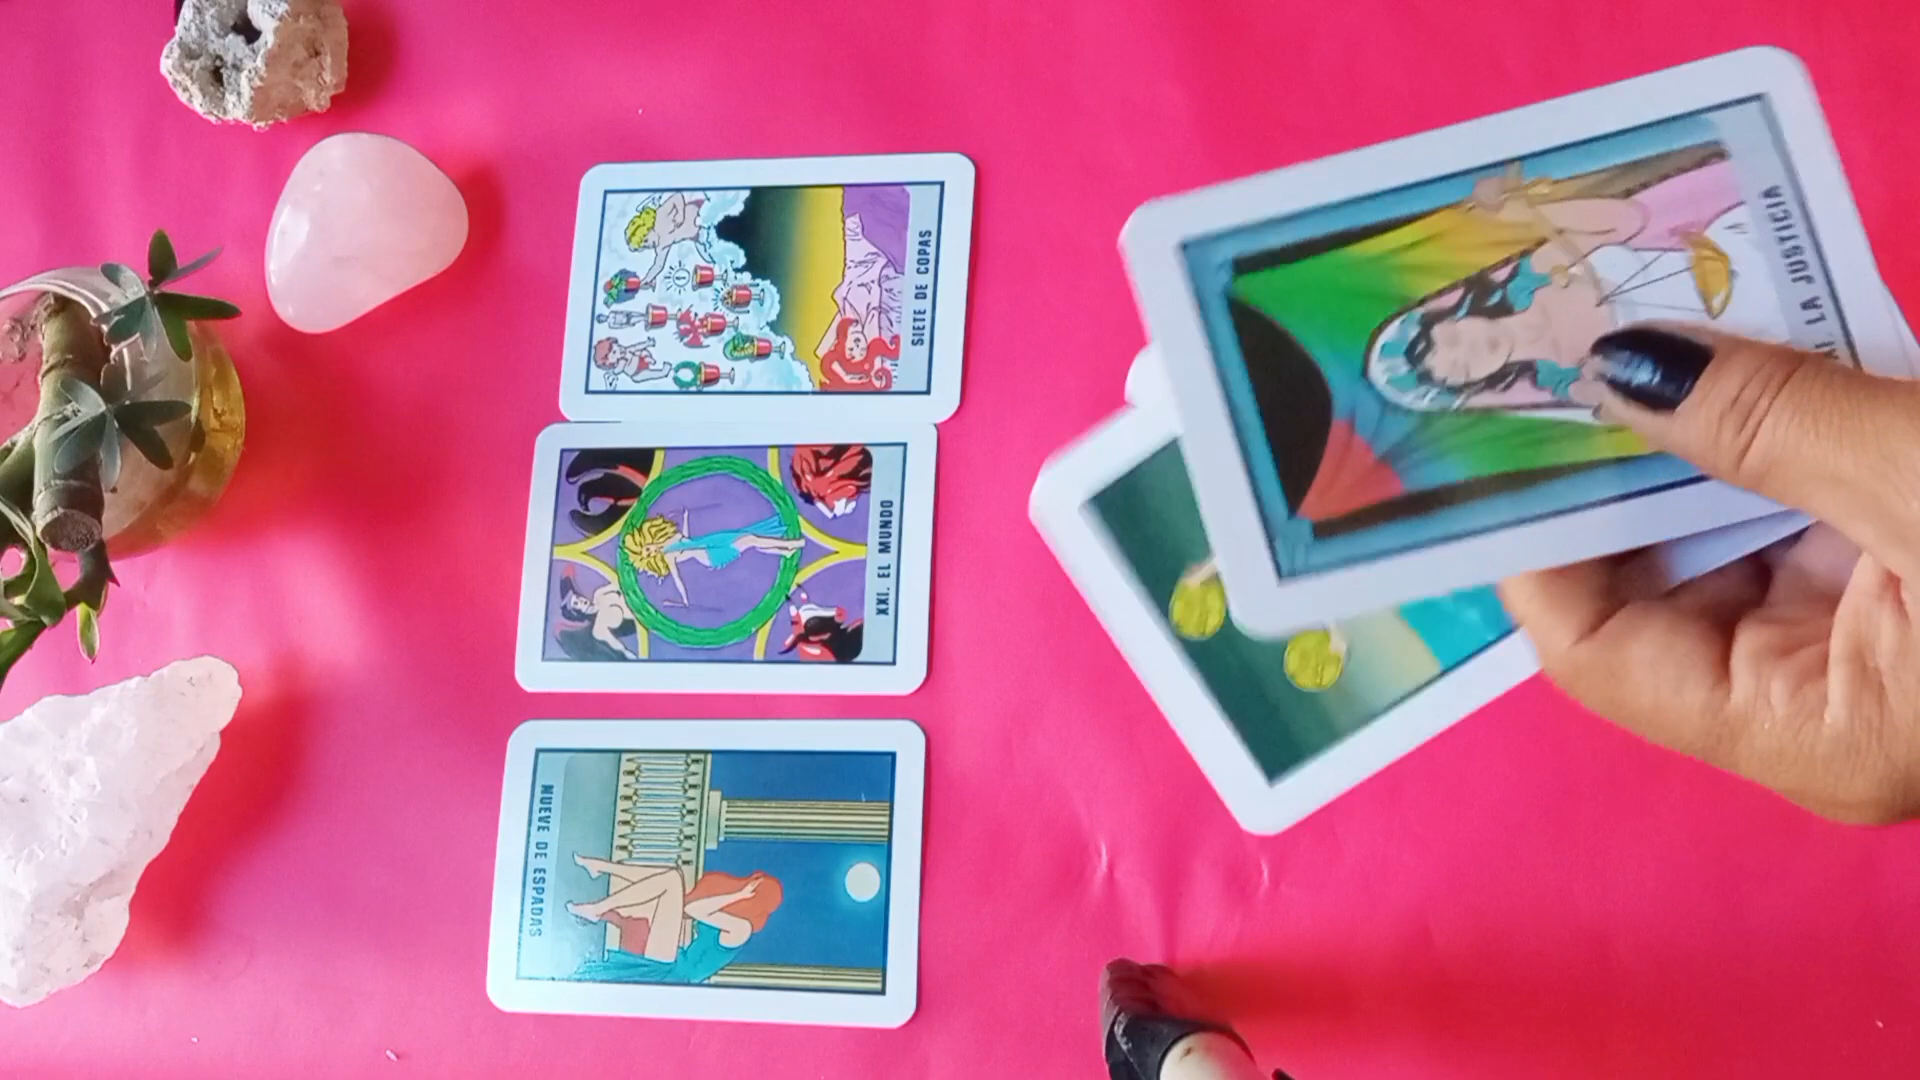 SIETE DE COPAS
XXI. EL MUNDO
NUEVE DE ESPADAS
LA JUSTICIA